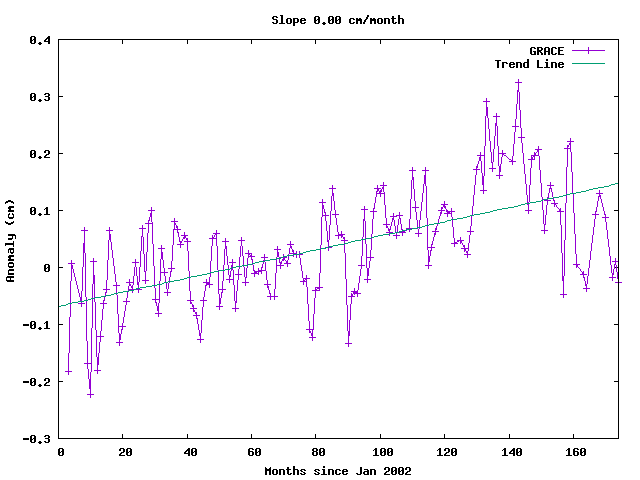 Slope 0.00 cm/month
GRACE
Trend Line
0.4
0.3
0.2
0.1
0
-0.1
-0.2
-0.3
Anomaly (cm)
0 20 40 60 80 100 120 140 160
Months since Jan 2002